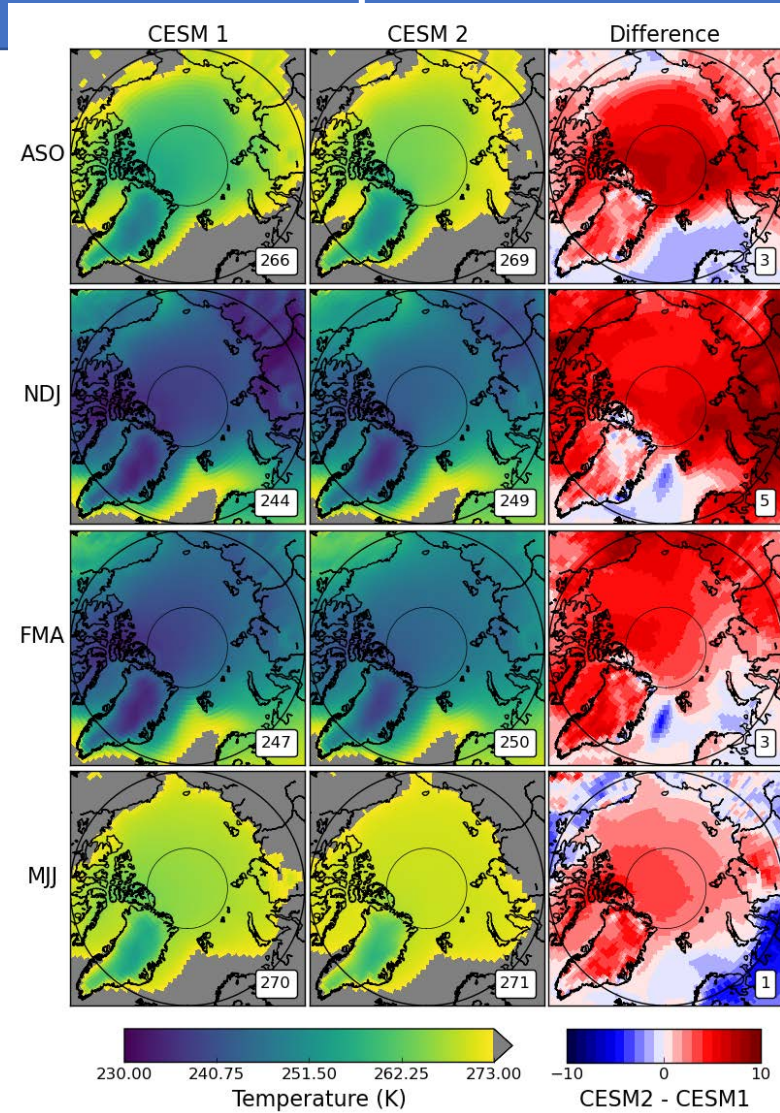 CESM 1 CESM 2 Difference
ASO
266 269 3
NDJ
244 249 5
FMA
247 250 3
MJJ
270 271 1
230.00 240.75 251.50 262.25 273.00 −10 0 10
Temperature (K) CESM2 - CESM1